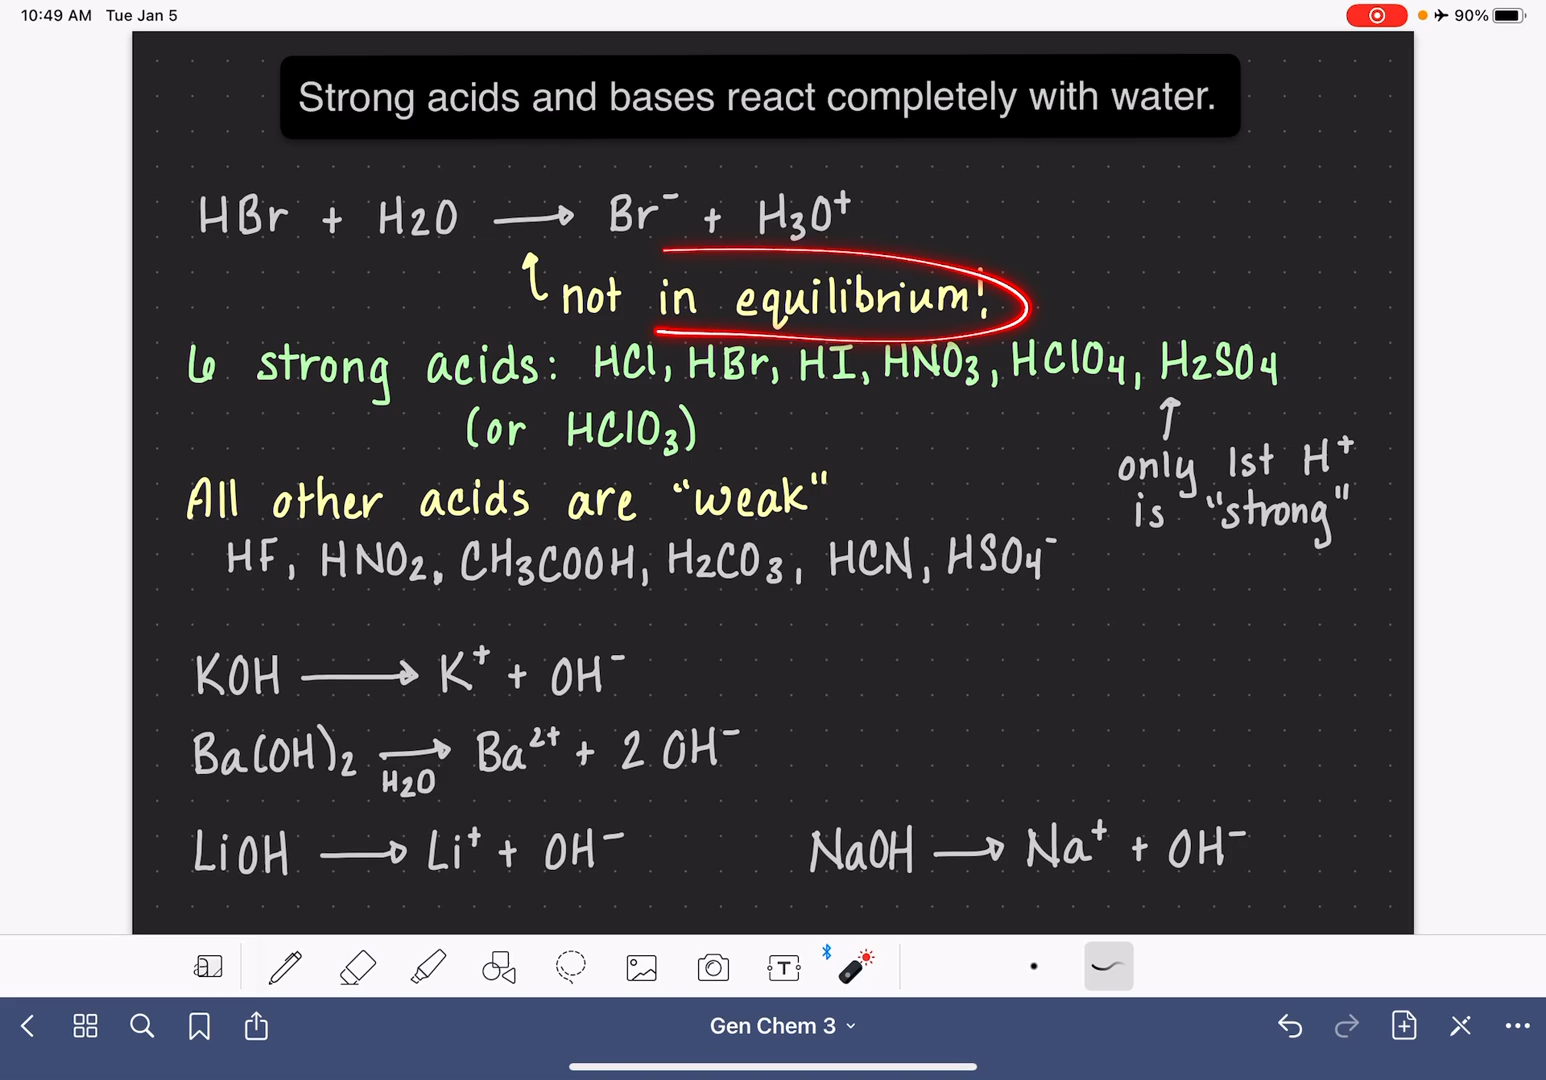 10:49 AM Tue Jan 5
90%
Strong acids and bases react completely with water.
HBr + H2O → Br⁻ + H₃O⁺
not in equilibrium!
6 strong acids: HCl, HBr, HI, HNO₃, HClO₄, H₂SO₄
(or HClO₃)
only 1st H⁺
is "strong"
All other acids are "weak"
HF, HNO₂, CH₃COOH, H₂CO₃, HCN, HSO₄⁻
KOH → K⁺ + OH⁻
Ba(OH)₂ → Ba²⁺ + 2 OH⁻
H₂O
LiOH → Li⁺ + OH⁻
NaOH → Na⁺ + OH⁻
T
Gen Chem 3